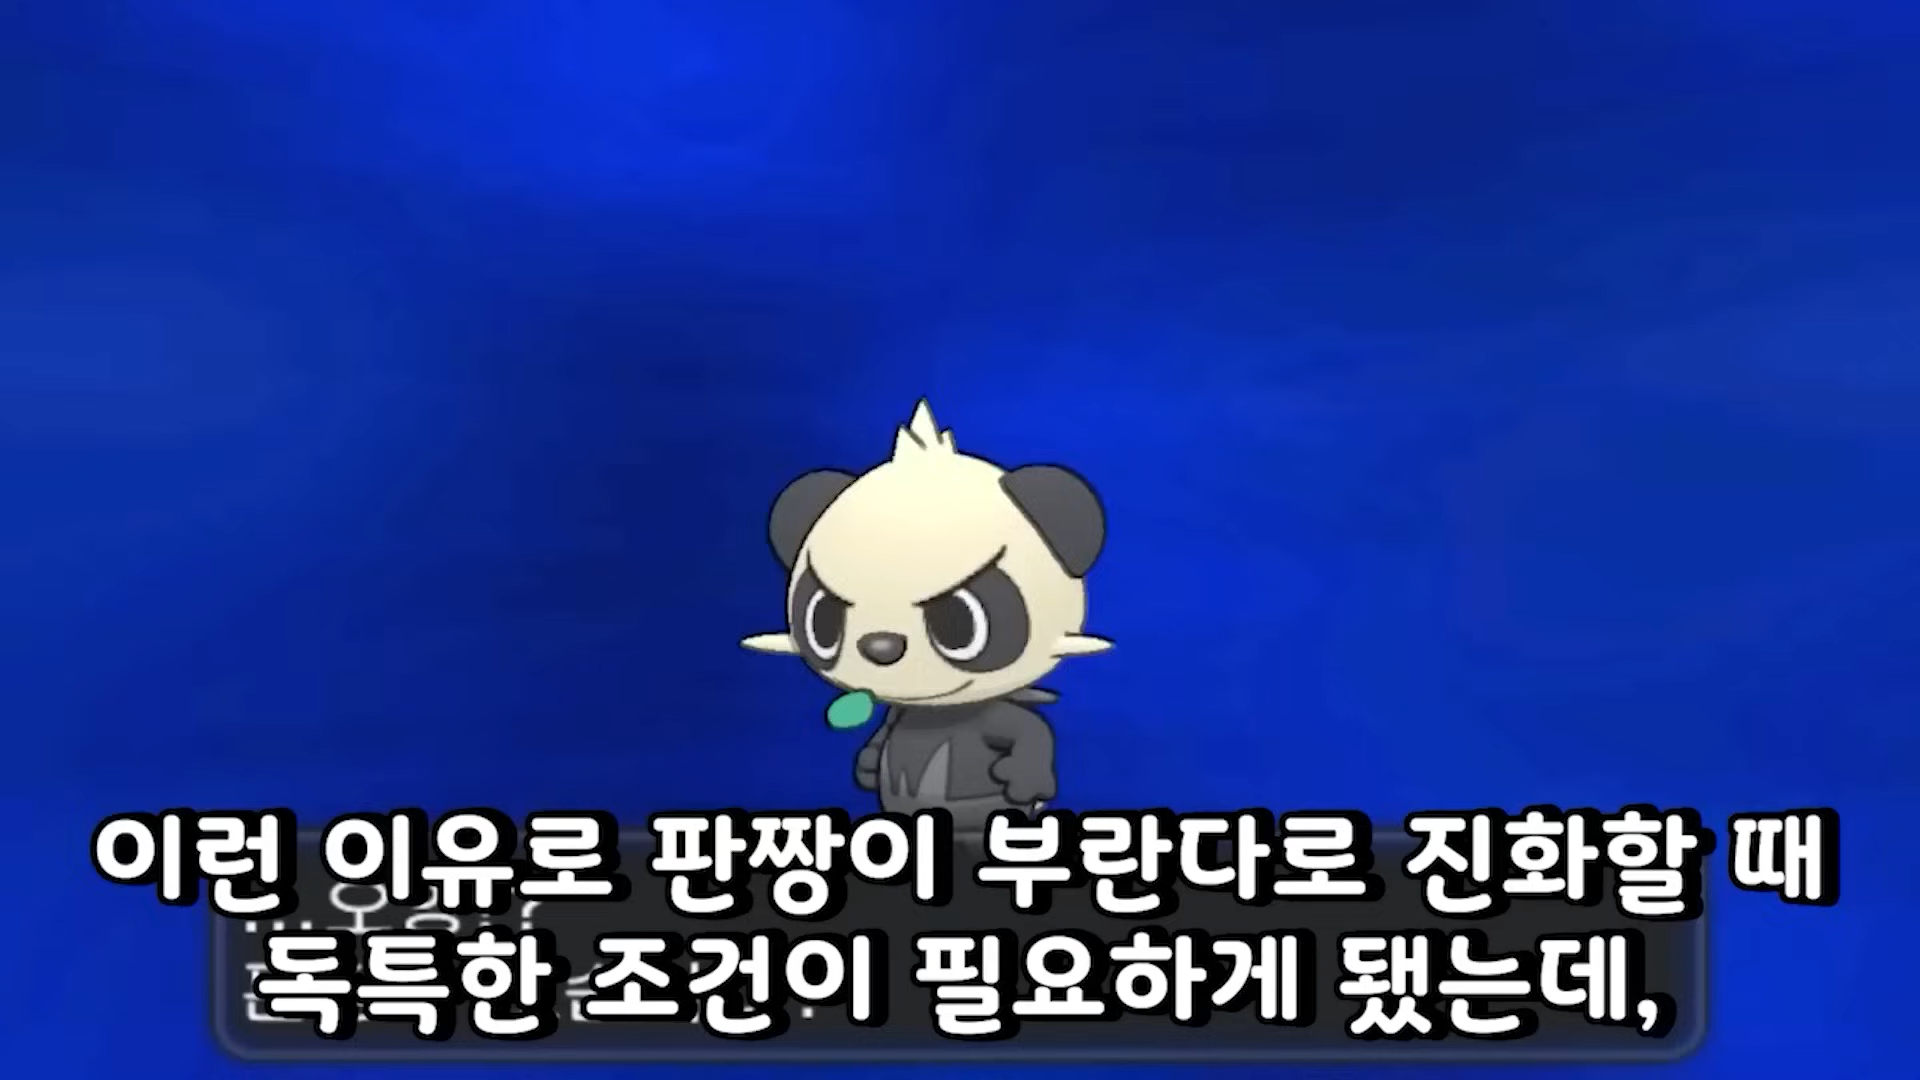 이런 이유로 판짱이 부란다로 진화할 때
독특한 조건이 필요하게 됐는데,